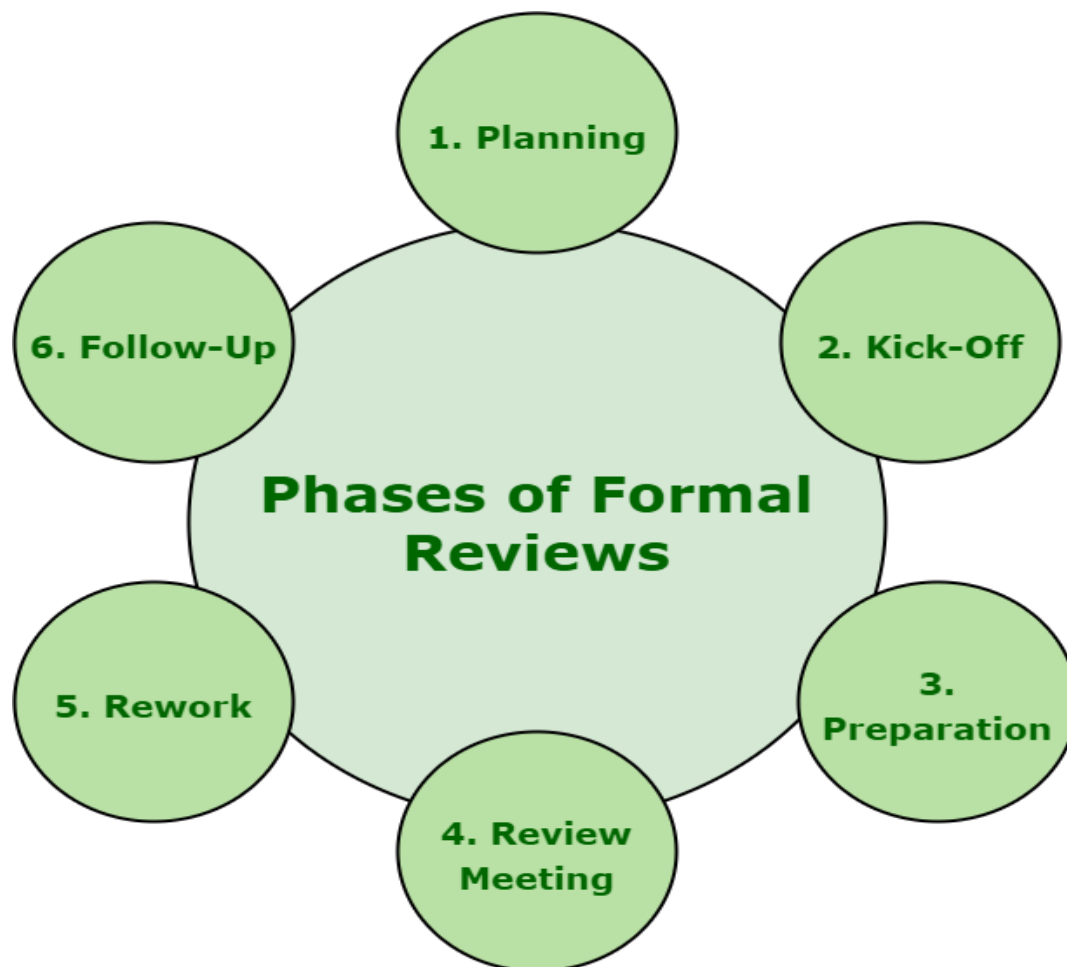 1. Planning
2. Kick-Off
3.
Preparation
4. Review
Meeting
5. Rework
6. Follow-Up
Phases of Formal
Reviews